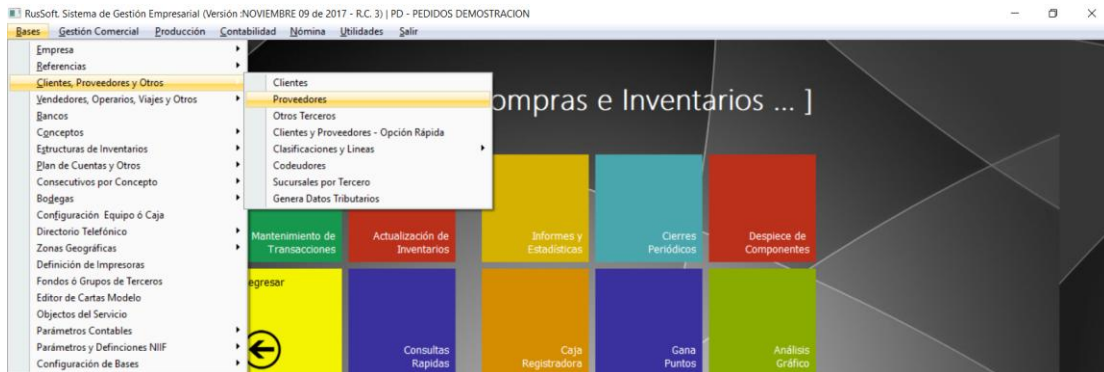 RusSoft. Sistema de Gestión Empresarial (Versión :NOVIEMBRE 09 de 2017 - R.C. 3) | PD - PEDIDOS DEMOSTRACION
Bases Gestión Comercial Producción Contabilidad Nómina Utilidades Salir
Empresa
Referencias
Clientes, Proveedores y Otros
Vendedores, Operarios, Viajes y Otros
Bancos
Conceptos
Estructuras de Inventarios
Plan de Cuentas y Otros
Consecutivos por Concepto
Bodegas
Configuración Equipo ó Caja
Directorio Telefónico
Zonas Geográficas
Definición de Impresoras
Fondos ó Grupos de Terceros
Editor de Cartas Modelo
Objectos del Servicio
Parámetros Contables
Parámetros y Definciones NIIF
Configuración de Bases
Clientes
Proveedores
Otros Terceros
Clientes y Proveedores - Opción Rápida
Clasificaciones y Lineas
Codeudores
Sucursales por Tercero
Genera Datos Tributarios
ompras e Inventarios ... ]
Mantenimiento de
Transacciones
Actualización de
Inventarios
Informes y
Estadísticas
Cierres
Periódicos
Despiece de
Componentes
egresar
Consultas
Rapidas
Caja
Registradora
Gana
Puntos
Análisis
Gráfico